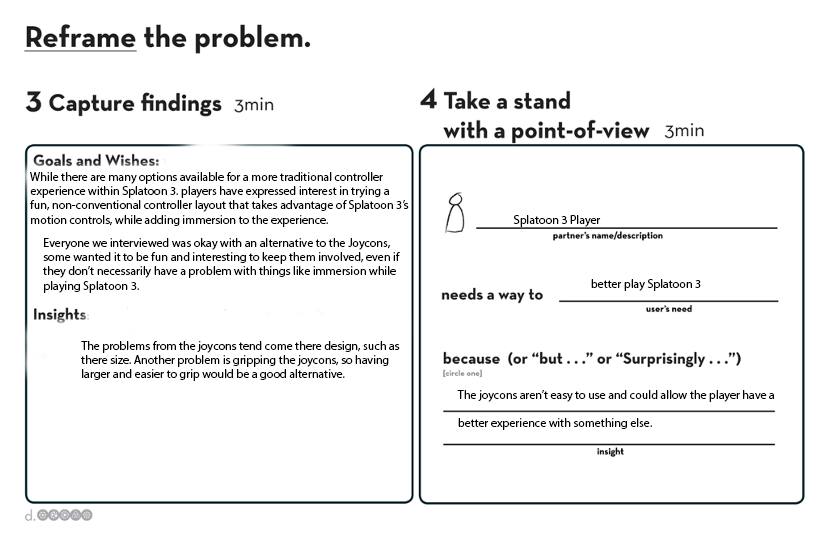 Reframe the problem.
3 Capture findings 3min
Goals and Wishes:
While there are many options available for a more traditional controller
experience within Splatoon 3. players have expressed interest in trying a
fun, non-conventional controller layout that takes advantage of Splatoon 3's
motion controls, while adding immersion to the experience.
Everyone we interviewed was okay with an alternative to the Joycons,
some wanted it to be fun and interesting to keep them involved, even if
they don't necessarily have a problem with things like immersion while
playing Splatoon 3.
Insights:
The problems from the joycons tend come there design, such as
there size. Another problem is gripping the joycons, so having
larger and easier to grip would be a good alternative.
4 Take a stand
with a point-of-view 3min
Splatoon 3 Player
partner's name/description
needs a way to better play Splatoon 3
user's need
because (or "but . . ." or "Surprisingly . . .")
[circle one]
The joycons aren't easy to use and could allow the player have a
better experience with something else.
insight
d.